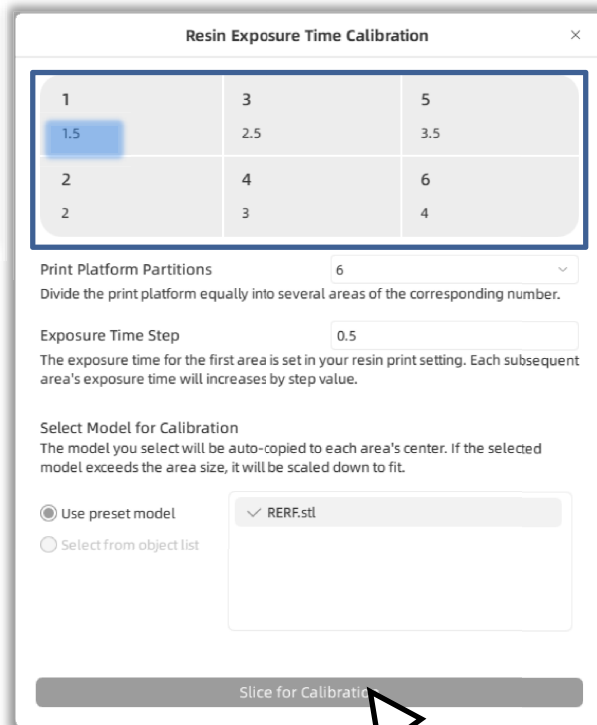 Resin Exposure Time Calibration
1 3 5
1.5 2.5 3.5
2 4 6
2 3 4
Print Platform Partitions 6
Divide the print platform equally into several areas of the corresponding number.
Exposure Time Step 0.5
The exposure time for the first area is set in your resin print setting. Each subsequent
area's exposure time will increases by step value.
Select Model for Calibration
The model you select will be auto-copied to each area's center. If the selected
model exceeds the area size, it will be scaled down to fit.
Use preset model RERF.stl
Select from object list
Slice for Calibration